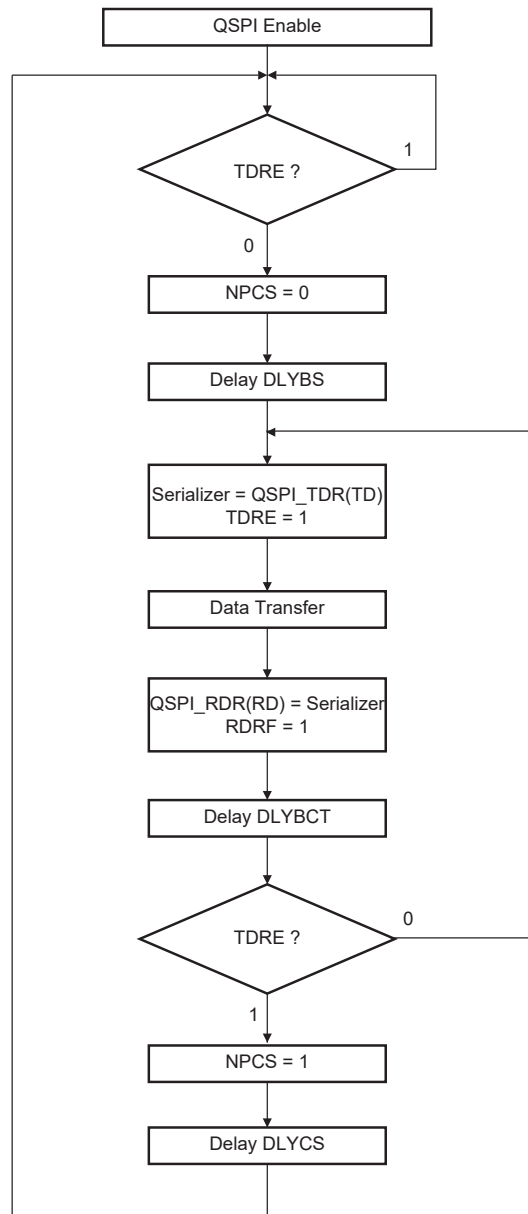 QSPI Enable
TDRE ?
1
0
NPCS = 0
Delay DLYBS
Serializer = QSPI_TDR(TD)
TDRE = 1
Data Transfer
QSPI_RDR(RD) = Serializer
RDRF = 1
Delay DLYBCT
TDRE ?
0
1
NPCS = 1
Delay DLYCS